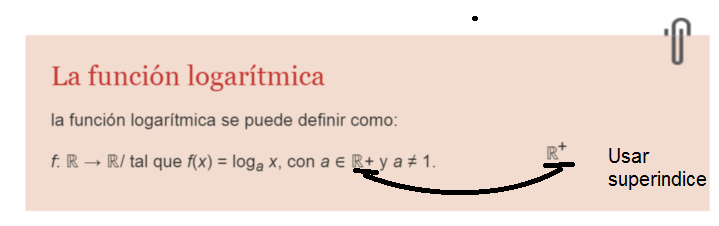 La función logarítmica
la función logarítmica se puede definir como:
f: ℝ → ℝ/ tal que f(x) = logₐ x, con a ∈ ℝ+ y a ≠ 1.
ℝ⁺
Usar
superindice